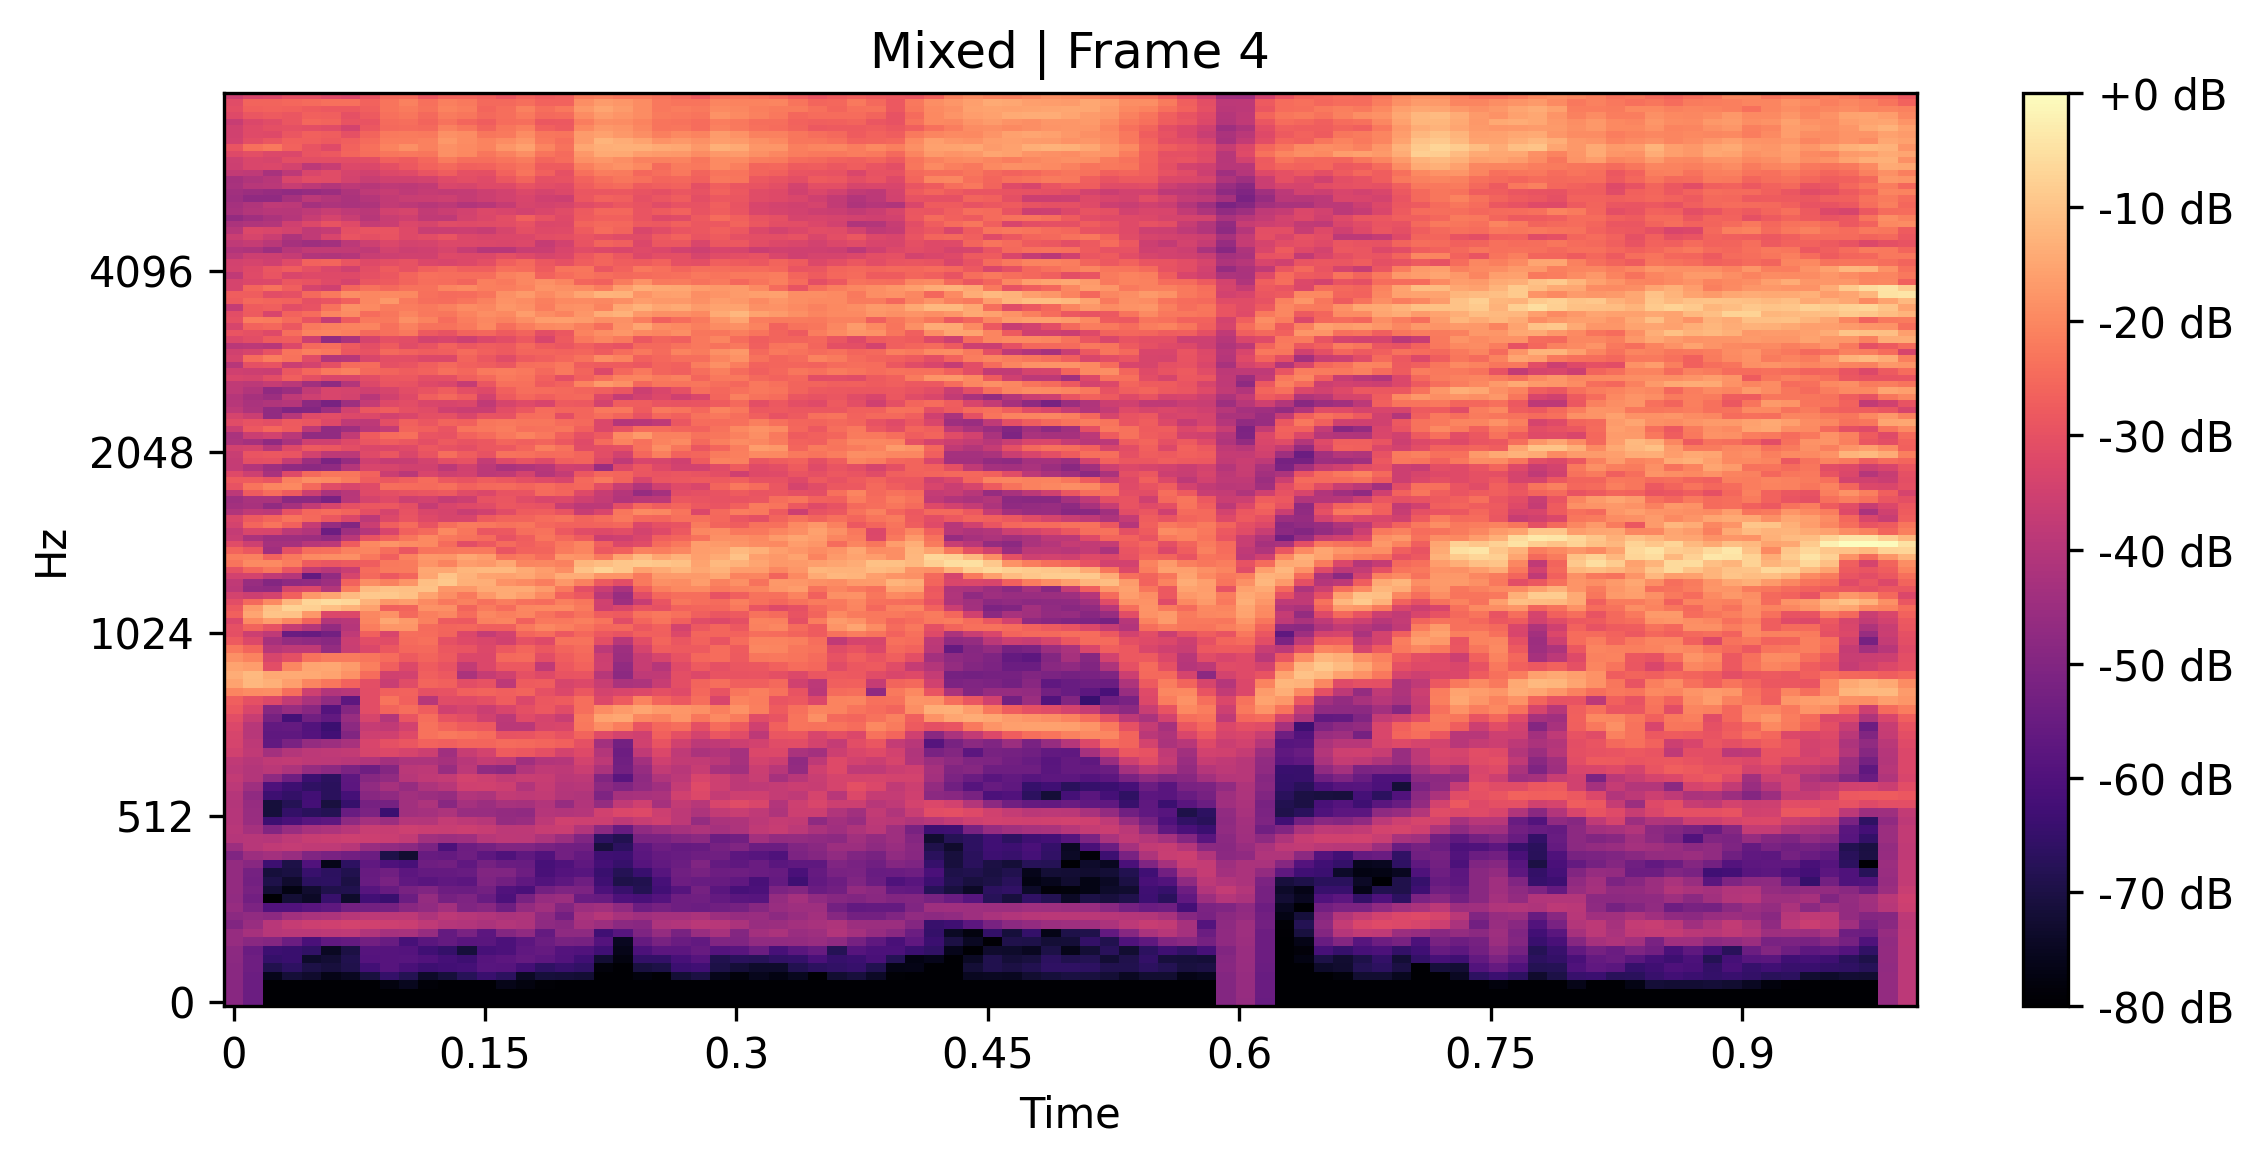 Mixed | Frame 4
Hz
4096
2048
1024
512
0
0 0.15 0.3 0.45 0.6 0.75 0.9
Time
+0 dB
-10 dB
-20 dB
-30 dB
-40 dB
-50 dB
-60 dB
-70 dB
-80 dB